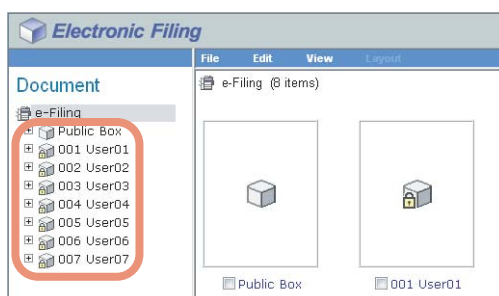 Electronic Filing
File Edit View Layout
Document
e-Filing (8 items)
e-Filing
Public Box
001 User01
002 User02
003 User03
004 User04
005 User05
006 User06
007 User07
Public Box
001 User01